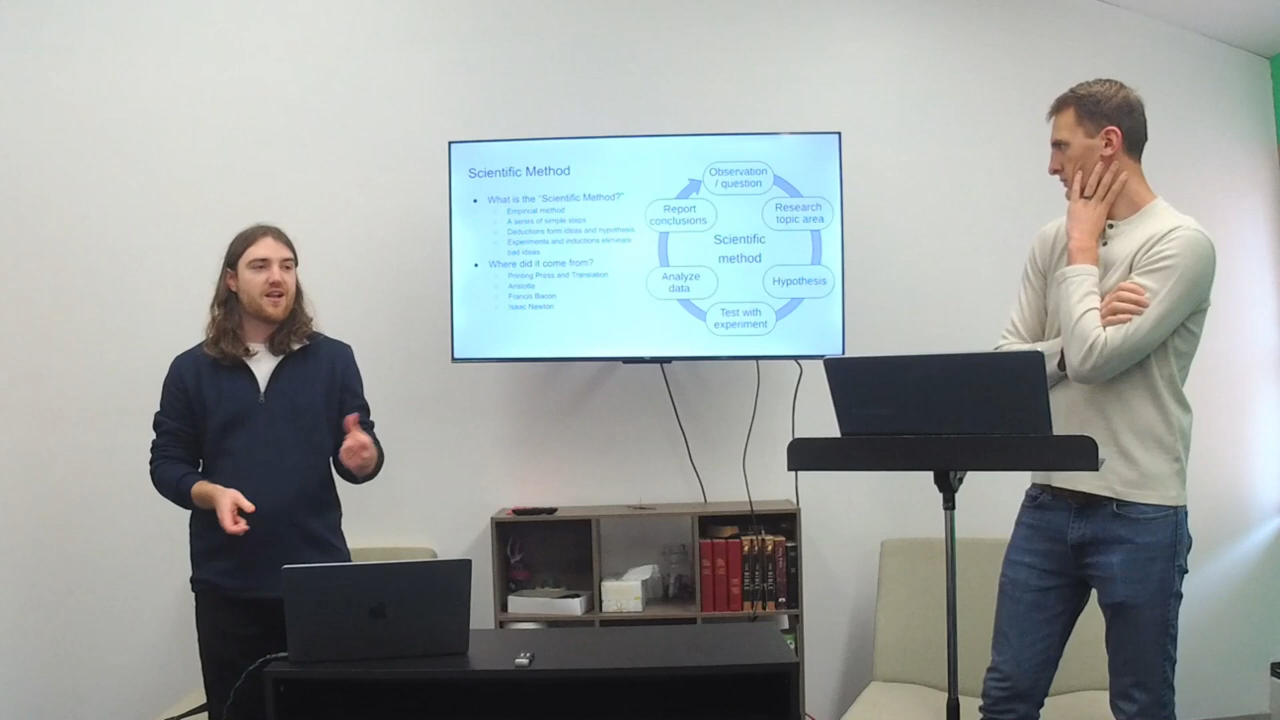 Scientific Method
What is the "Scientific Method?"
Empirical method
A series of simple steps
Deductions form ideas and hypothesis
Experiments and inductions eliminate
bad ideas
Where did it come from?
Printing Press and Translation
Aristotle
Francis Bacon
Isaac Newton
Observation
/ question
Research
topic area
Hypothesis
Test with
experiment
Analyze
data
Report
conclusions
Scientific
method